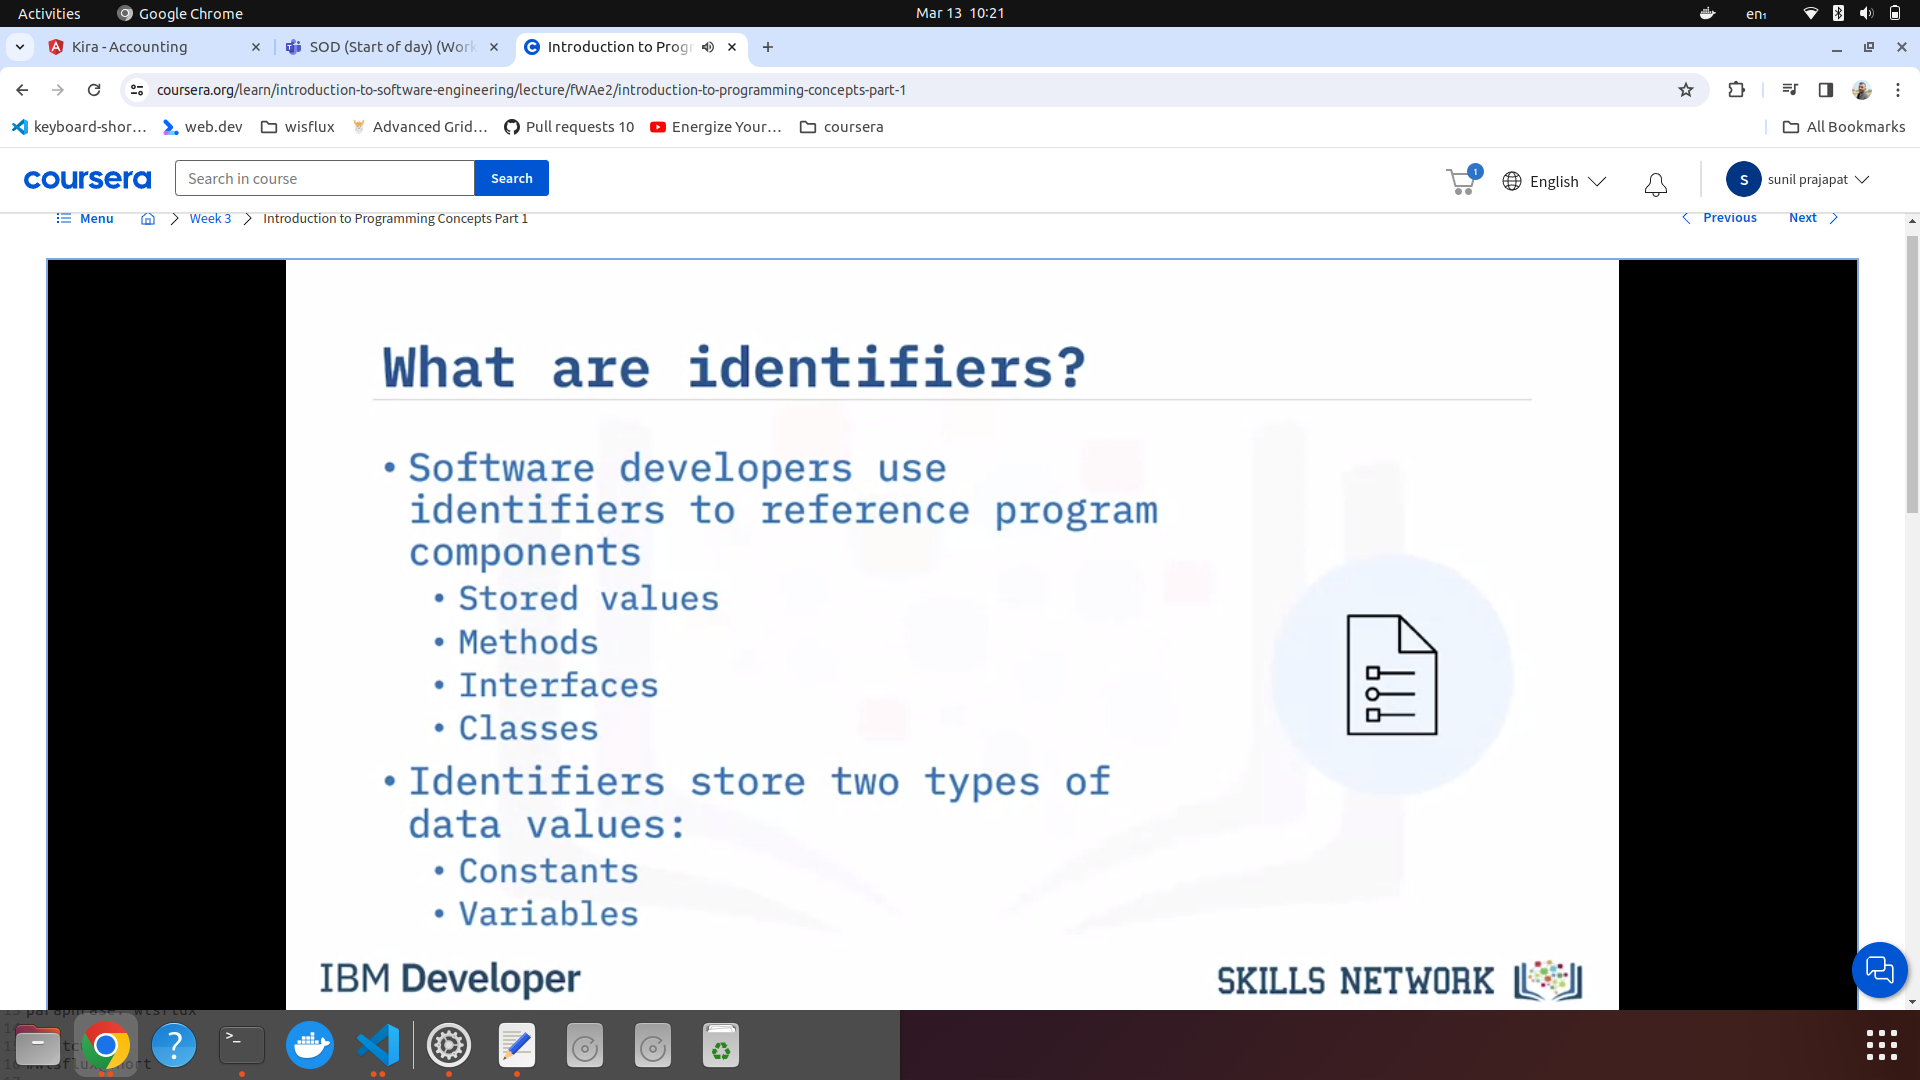 Activities
Google Chrome
Mar 13 10:21
en₁
Kira - Accounting
SOD (Start of day) (Wor
Introduction to Prog
coursera.org/learn/introduction-to-software-engineering/lecture/fWAe2/introduction-to-programming-concepts-part-1
keyboard-shor...
web.dev
wisflux
Advanced Grid...
Pull requests 10
Energize Your...
coursera
All Bookmarks
coursera
Search in course
Search
1
English
S
sunil prajapat
Menu
Week 3
Introduction to Programming Concepts Part 1
Previous
Next
What are identifiers?
• Software developers use
identifiers to reference program
components
• Stored values
• Methods
• Interfaces
• Classes
• Identifiers store two types of
data values:
• Constants
• Variables
IBM Developer
SKILLS NETWORK